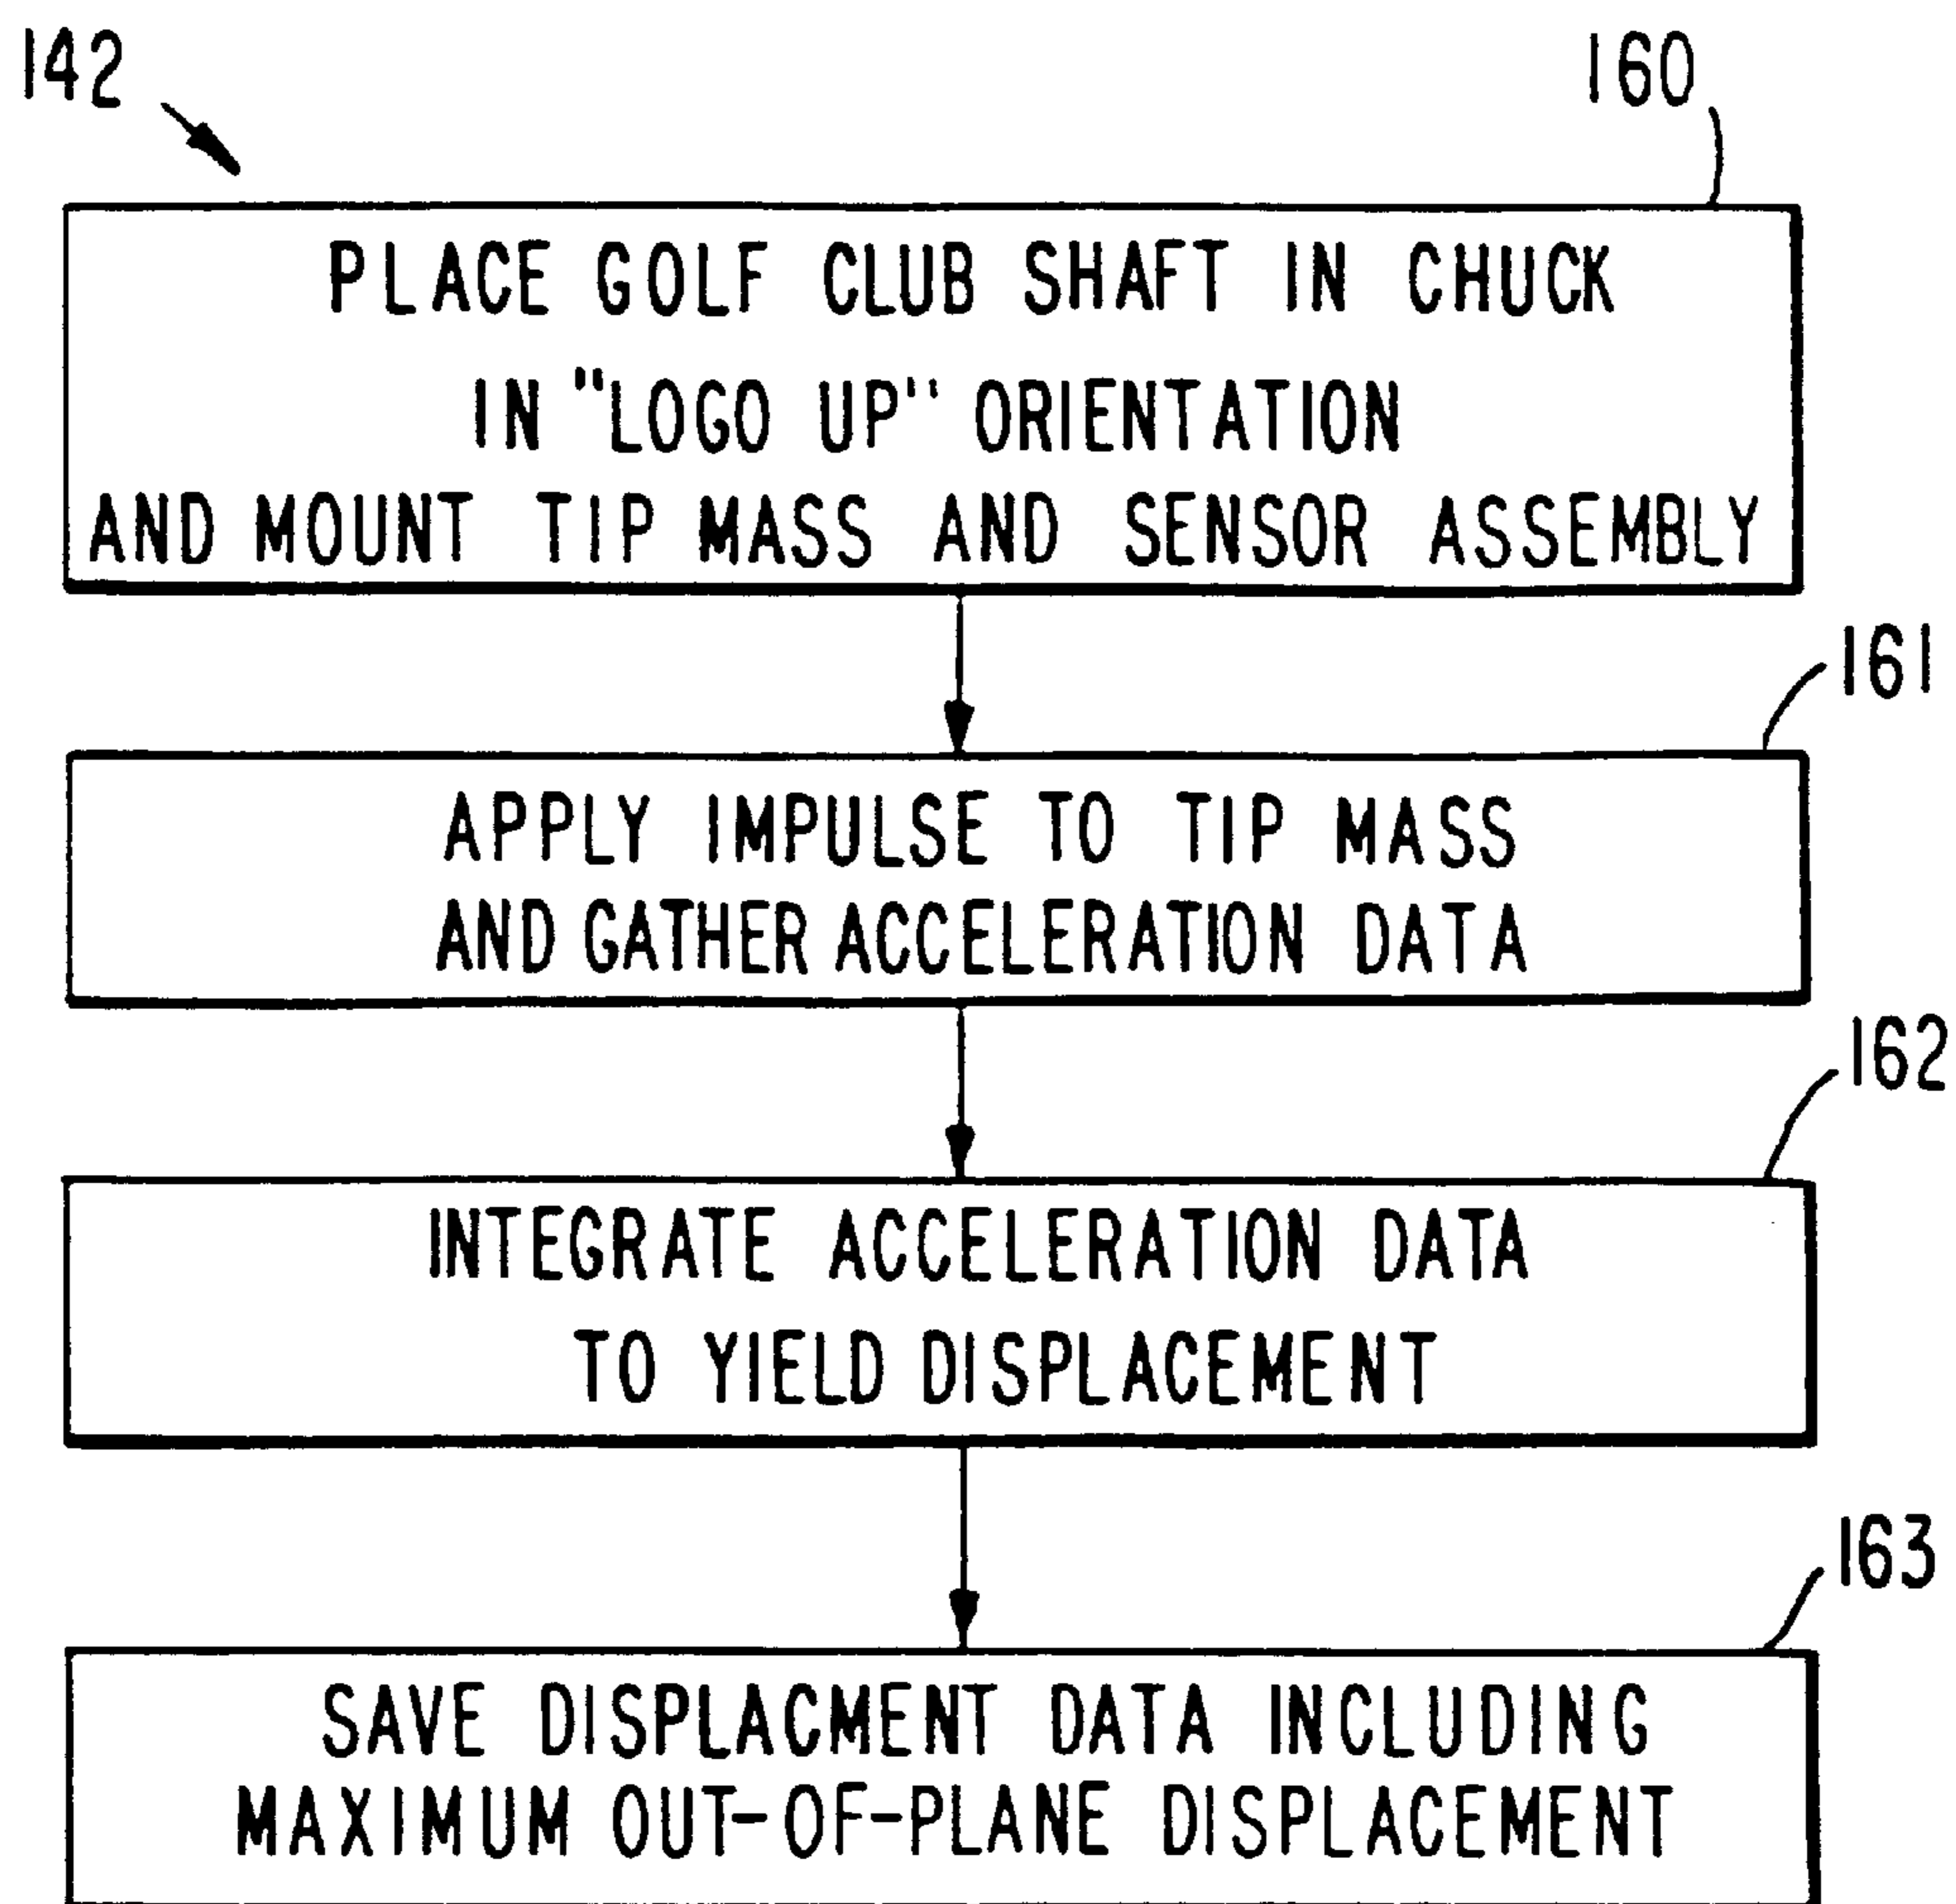 142
160
PLACE GOLF CLUB SHAFT IN CHUCK
IN "LOGO UP" ORIENTATION
AND MOUNT TIP MASS AND SENSOR ASSEMBLY
161
APPLY IMPULSE TO TIP MASS
AND GATHER ACCELERATION DATA
162
INTEGRATE ACCELERATION DATA
TO YIELD DISPLACEMENT
163
SAVE DISPLACMENT DATA INCLUDING
MAXIMUM OUT-OF-PLANE DISPLACEMENT